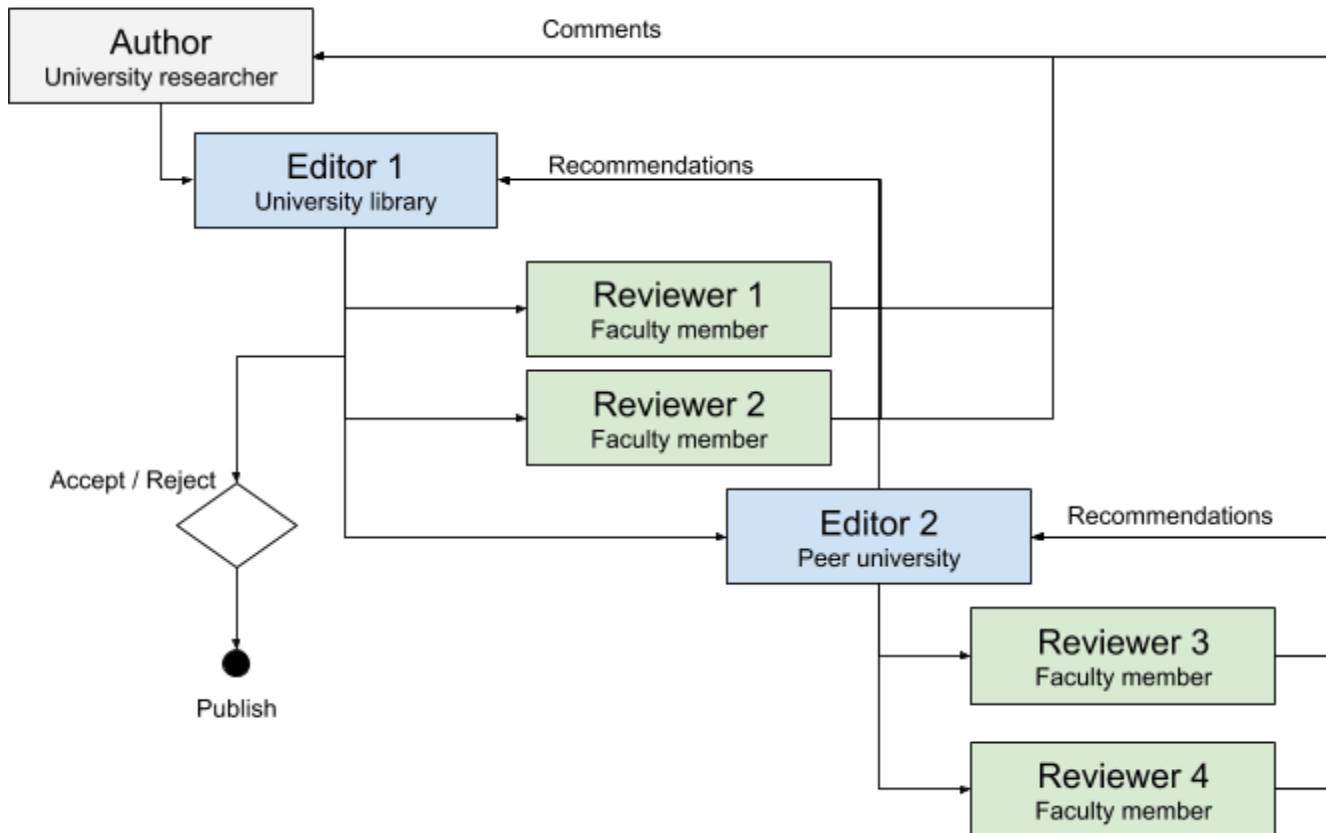 Author
University researcher
Comments
Editor 1
University library
Recommendations
Reviewer 1
Faculty member
Reviewer 2
Faculty member
Accept / Reject
Editor 2
Peer university
Recommendations
Reviewer 3
Faculty member
Publish
Reviewer 4
Faculty member